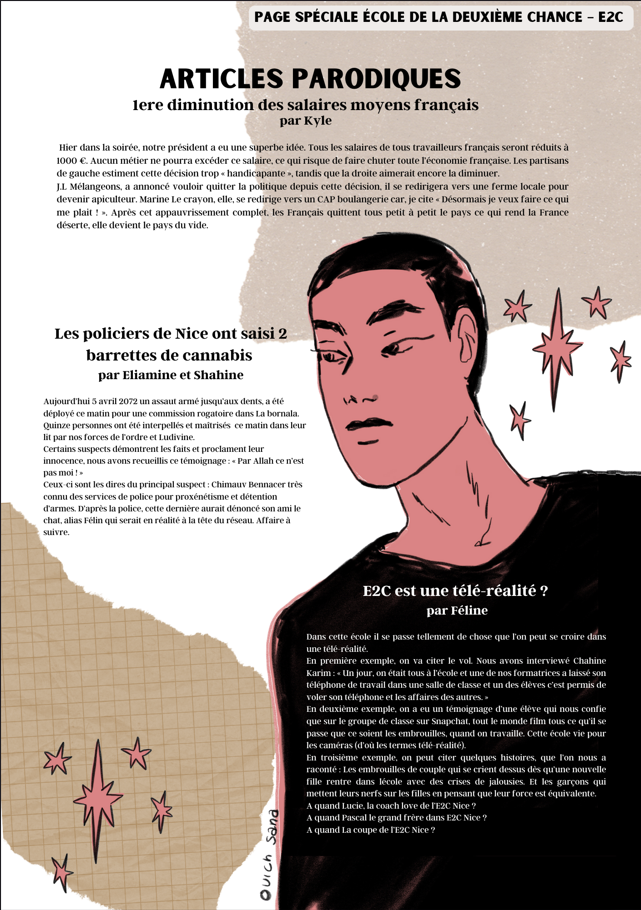 PAGE SPÉCIALE ÉCOLE DE LA DEUXIÈME CHANCE - E2C
ARTICLES PARODIQUES
1ere diminution des salaires moyens français
par Kyle
Hier dans la soirée, notre président a eu une superbe idée. Tous les salaires de tous travailleurs français seront réduits à
1000 €. Aucun métier ne pourra excéder ce salaire, ce qui risque de faire chuter toute l'économie française. Les partisans
de gauche estiment cette décision trop « handicapante », tandis que la droite aimerait encore la diminuer.
J.L Mélangeons, a annoncé vouloir quitter la politique depuis cette décision, il se redirigera vers une ferme locale pour
devenir apiculteur. Marine Le crayon, elle, se redirige vers un CAP boulangerie car, je cite « Désormais je veux faire ce qui
me plait ! ». Après cet appauvrissement complet, les Français quittent tous petit à petit le pays ce qui rend la France
déserte, elle devient le pays du vide.
Les policiers de Nice ont saisi 2
barrettes de cannabis
par Eliamine et Shahine
Aujourd'hui 5 avril 2072 un assaut armé jusqu'aux dents, a été
déployé ce matin pour une commission rogatoire dans La bornala.
Quinze personnes ont été interpellés et maîtrisés ce matin dans leur
lit par nos forces de l'ordre et Ludivine.
Certains suspects démontrent les faits et proclament leur
innocence, nous avons recueillis ce témoignage : « Par Allah ce n'est
pas moi ! »
Ceux-ci sont les dires du principal suspect : Chimauv Bennacer très
connu des services de police pour proxénétisme et détention
d'armes. D'après la police, cette dernière aurait dénoncé son ami le
chat, alias Félin qui serait en réalité à la tête du réseau. Affaire à
suivre.
E2C est une télé-réalité ?
par Féline
Dans cette école il se passe tellement de chose que l'on peut se croire dans
une télé-réalité.
En première exemple, on va citer le vol. Nous avons interviewé Chahine
Karim : « Un jour, on était tous à l'école et une de nos formatrices a laissé son
téléphone de travail dans une salle de classe et un des élèves c'est permis de
voler son téléphone et les affaires des autres. »
En deuxième exemple, on a eu un témoignage d'une élève qui nous confie
que sur le groupe de classe sur Snapchat, tout le monde film tous ce qu'il se
passe que ce soient les embrouilles, quand on travaille. Cette école vie pour
les caméras (d'où les termes télé-réalité).
En troisième exemple, on peut citer quelques histoires, que l'on nous a
raconté : Les embrouilles de couple qui se crient dessus dès qu'une nouvelle
fille rentre dans lécole avec des crises de jalousies. Et les garçons qui
mettent leurs nerfs sur les filles en pensant que leur force est équivalente.
A quand Lucie, la coach love de l'E2C Nice ?
A quand Pascal le grand frère dans E2C Nice ?
A quand La coupe de l'E2C Nice ?
Ouich Sand